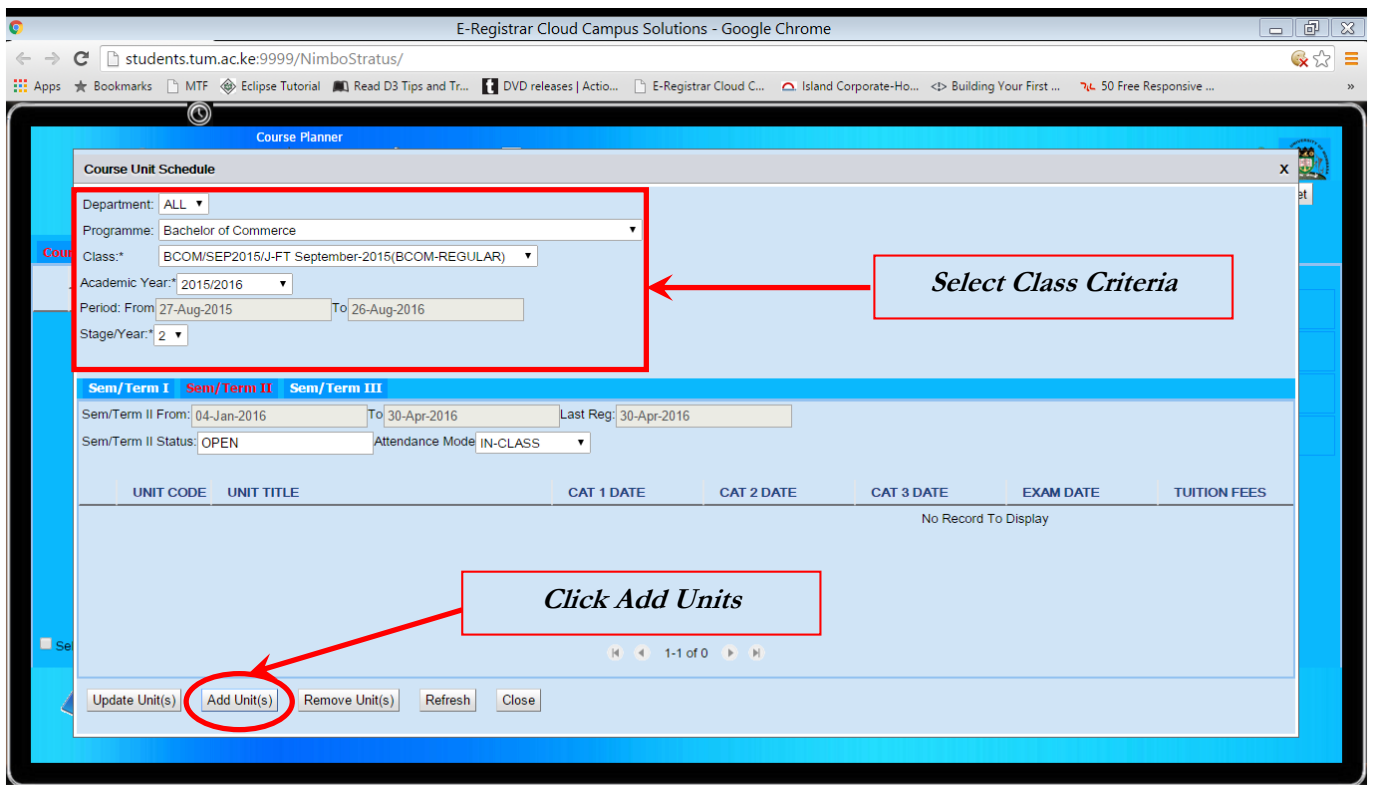 E-Registrar Cloud Campus Solutions - Google Chrome
students.tum.ac.ke:9999/NimboStratus/
Apps Bookmarks MTF Eclipse Tutorial Read D3 Tips and Tr... DVD releases | Actio... E-Registrar Cloud C... Island Corporate-Ho... Building Your First ... 50 Free Responsive ... »
Course Planner
Course Unit Schedule x
Department: ALL
Programme: Bachelor of Commerce
Cour
Class:* BCOM/SEP2015/J-FT September-2015(BCOM-REGULAR)
Academic Year:* 2015/2016
Select Class Criteria
Period: From 27-Aug-2015 To 26-Aug-2016
Stage/Year:* 2
et
Sem/Term I Sem/Term II Sem/Term III
Sem/Term II From: 04-Jan-2016 To 30-Apr-2016 Last Reg: 30-Apr-2016
Sem/Term II Status: OPEN Attendance Mode IN-CLASS
UNIT CODE UNIT TITLE CAT 1 DATE CAT 2 DATE CAT 3 DATE EXAM DATE TUITION FEES
No Record To Display
Click Add Units
Sel
1-1 of 0
Update Unit(s) Add Unit(s) Remove Unit(s) Refresh Close